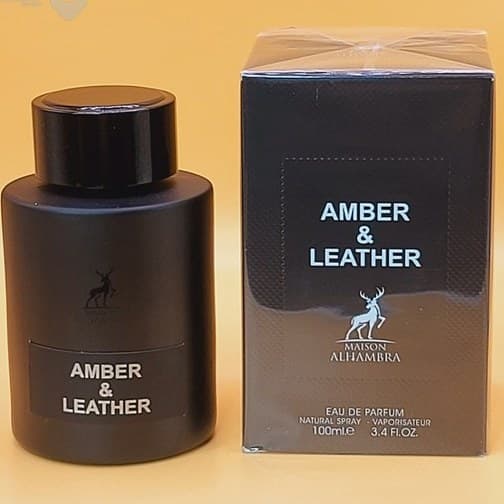 AMBER
&
LEATHER
AMBER
&
LEATHER
MAISON
ALHAMBRA
EAU DE PARFUM
NATURAL SPRAY - VAPORISATEUR
100ml.e 3.4 Fl.OZ.